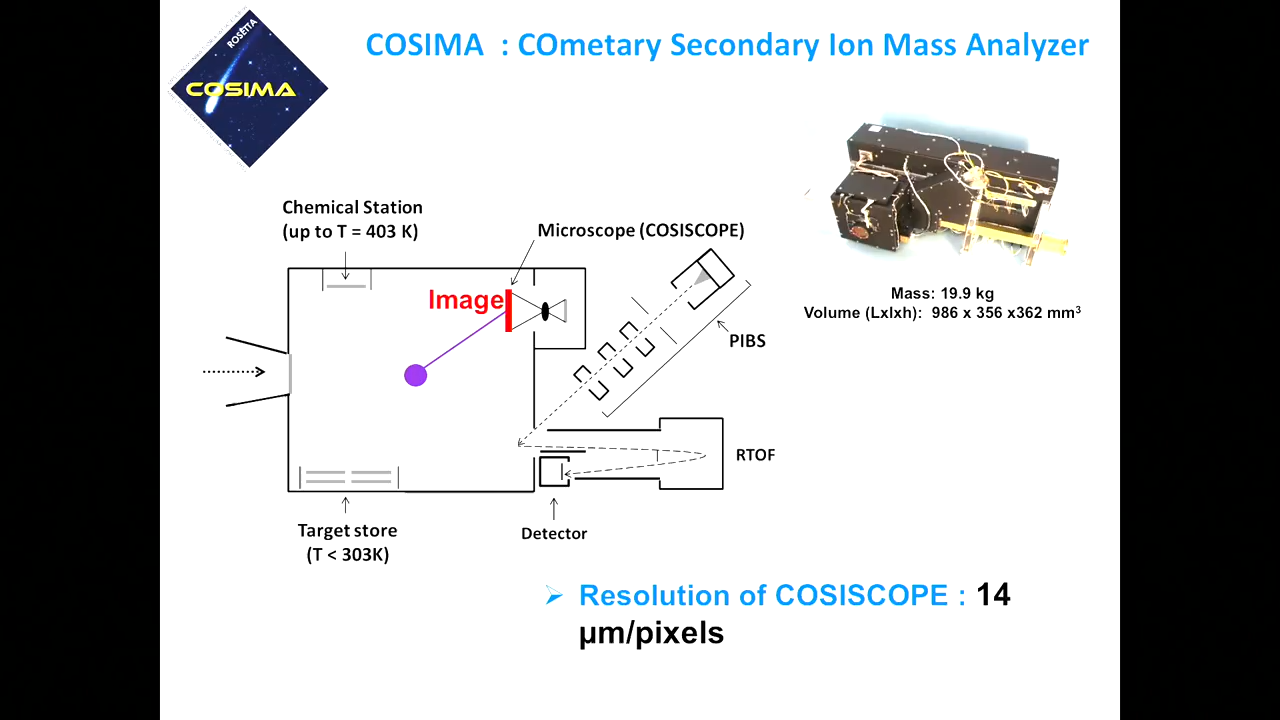 ROSETTA
COSIMA
COSIMA : COmetary Secondary Ion Mass Analyzer
Chemical Station
(up to T = 403 K)
Microscope (COSISCOPE)
Image
Mass: 19.9 kg
Volume (Lxlxh): 986 x 356 x362 mm³
PIBS
RTOF
Target store
(T < 303K)
Detector
Resolution of COSISCOPE : 14
µm/pixels